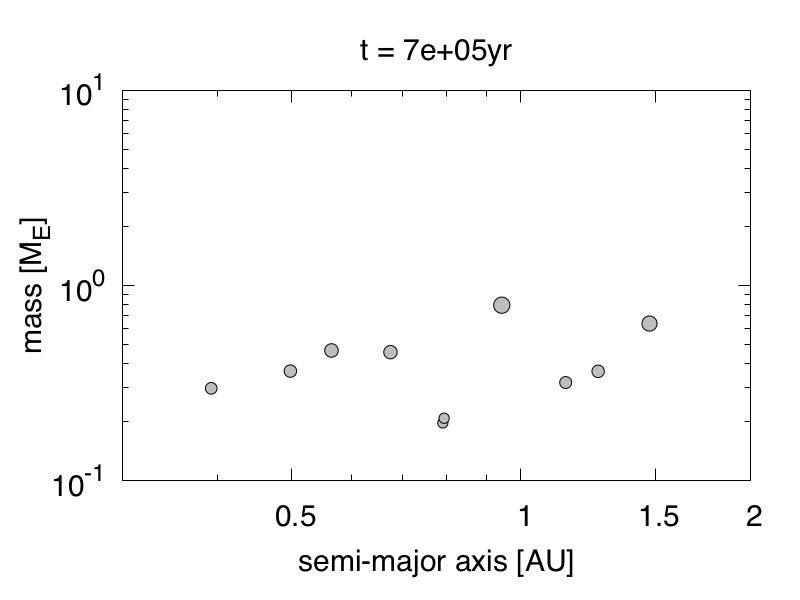 t = 7e+05yr
10^1
10^0
10^-1
mass [M_E]
0.5 1 1.5 2
semi-major axis [AU]